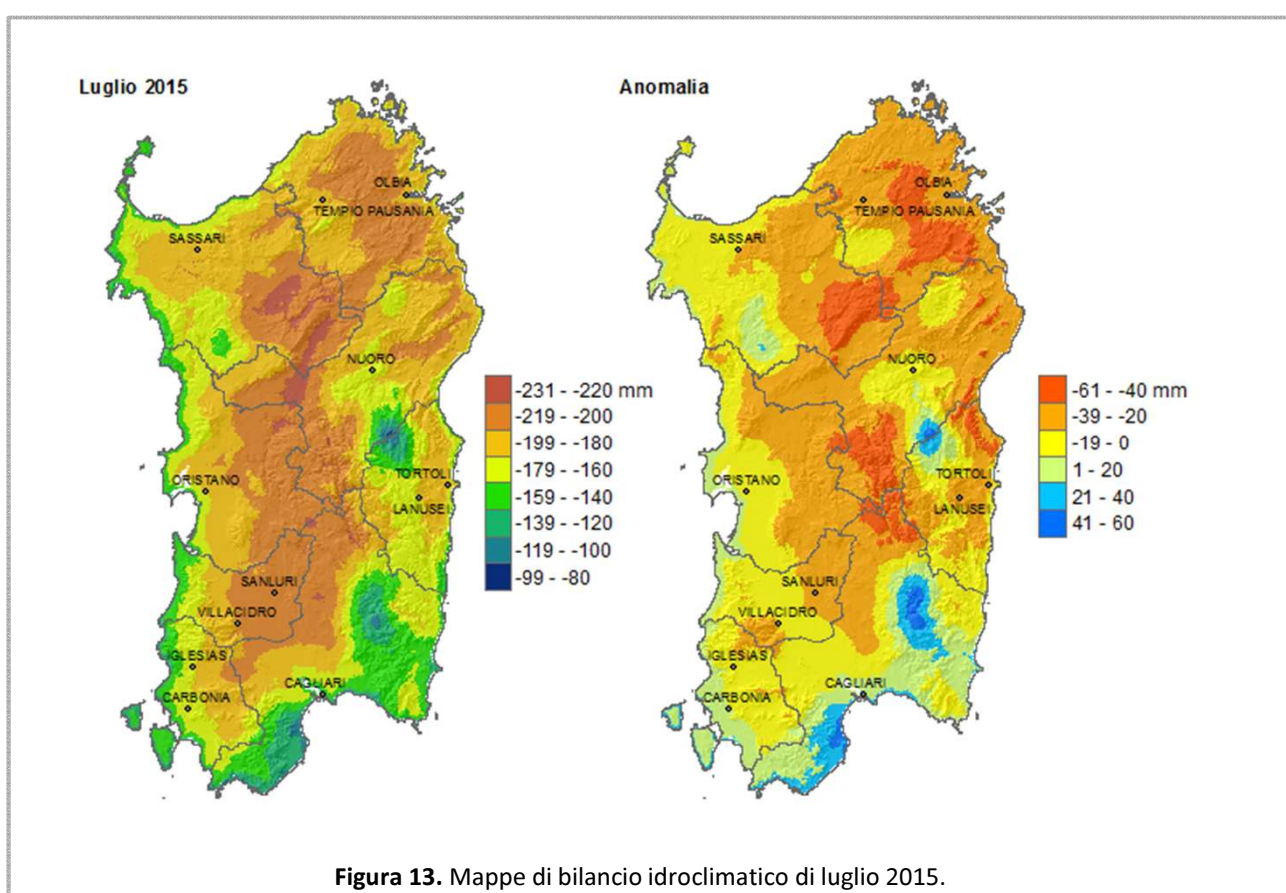 Luglio 2015
OLBIA
TEMPIO PAUSANIA
SASSARI
NUORO
ORISTANO
TORTOLI
LANUSEI
SANLURI
VILLACIDRO
IGLESIAS
CARBONIA
CAGLIARI
-231 - -220 mm
-219 - -200
-199 - -180
-179 - -160
-159 - -140
-139 - -120
-119 - -100
-99 - -80
Anomalia
OLBIA
TEMPIO PAUSANIA
SASSARI
NUORO
ORISTANO
TORTOLI
LANUSEI
SANLURI
VILLACIDRO
IGLESIAS
CARBONIA
CAGLIARI
-61 - -40 mm
-39 - -20
-19 - 0
1 - 20
21 - 40
41 - 60
Figura 13. Mappe di bilancio idroclimatico di luglio 2015.